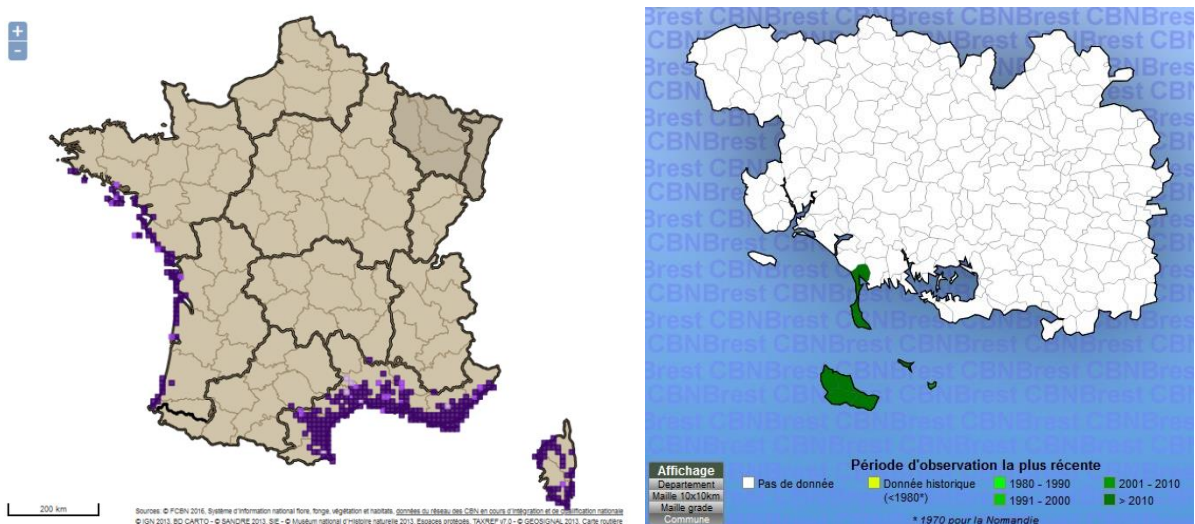 +
−
200 km
Sources: © FCBN 2016, Système d'information national flore, fonge, végétation et habitats, données du réseau des CBN en cours d'intégration et de qualification nationale
© IGN 2013, BD CARTO - © SANDRE 2013, SIE - © Muséum national d'Histoire naturelle 2013, Espaces protégés, TAXREF v7.0 - © GEOSIGNAL 2013, Carte routière
CBNBrest CBNBrest CBNBrest
Affichage
Departement
Maille 10x10km
Maille grade
Commune
Période d'observation la plus récente
Pas de donnée
Donnée historique
(<1980*)
1980 - 1990
1991 - 2000
2001 - 2010
> 2010
* 1970 pour la Normandie